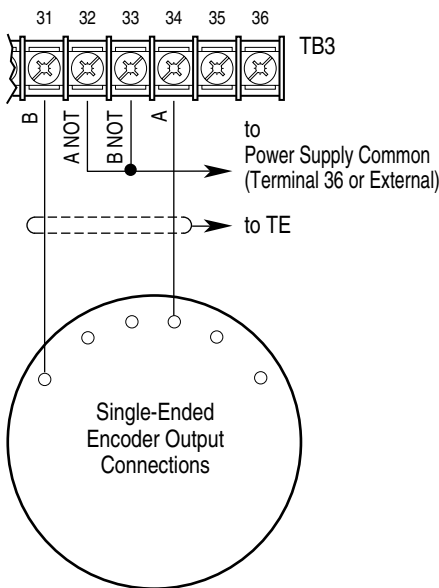 31 32 33 34 35 36
TB3
B
A NOT
B NOT
A
to
Power Supply Common
(Terminal 36 or External)
to TE
Single-Ended
Encoder Output
Connections